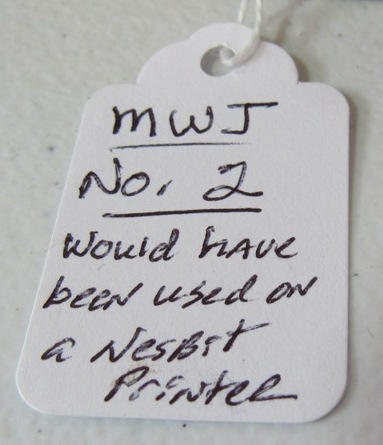 MWJ
No. 2
Would have
been used on
a Nesbit
Printer